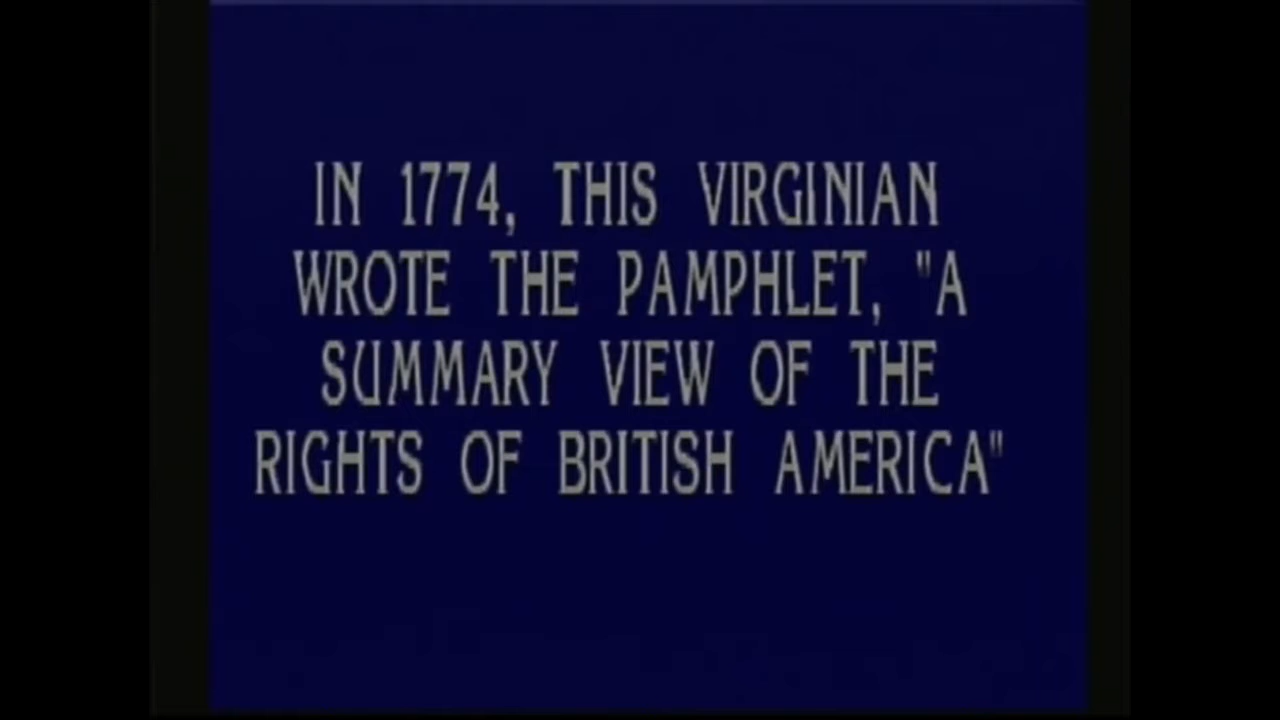 IN 1774, THIS VIRGINIAN
WROTE THE PAMPHLET, "A
SUMMARY VIEW OF THE
RIGHTS OF BRITISH AMERICA"